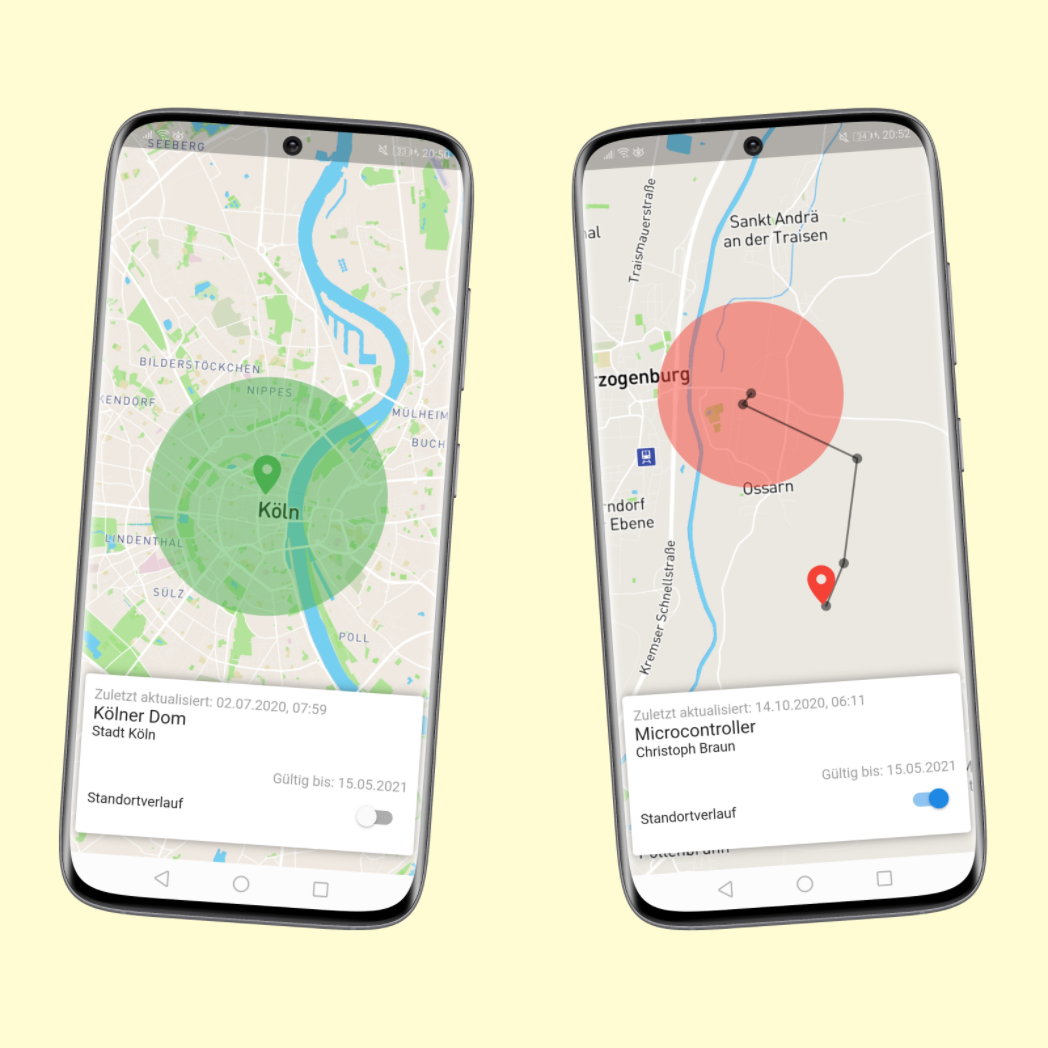 SEEBERG
20:50
BILDERSTÖCKCHEN
NIPPES
KENDORF
MÜLHEIM
BUCH
Köln
LINDENTHAL
SÜLZ
POLL
Zuletzt aktualisiert: 02.07.2020, 07:59
Kölner Dom
Stadt Köln
Gültig bis: 15.05.2021
Standortverlauf
20:52
Traismauerstraße
Sankt Andrä
an der Traisen
al
zogenburg
Ossarn
ndorf
Ebene
Kremser Schnellstraße
Zuletzt aktualisiert: 14.10.2020, 06:11
Microcontroller
Christoph Braun
Gültig bis: 15.05.2021
Standortverlauf